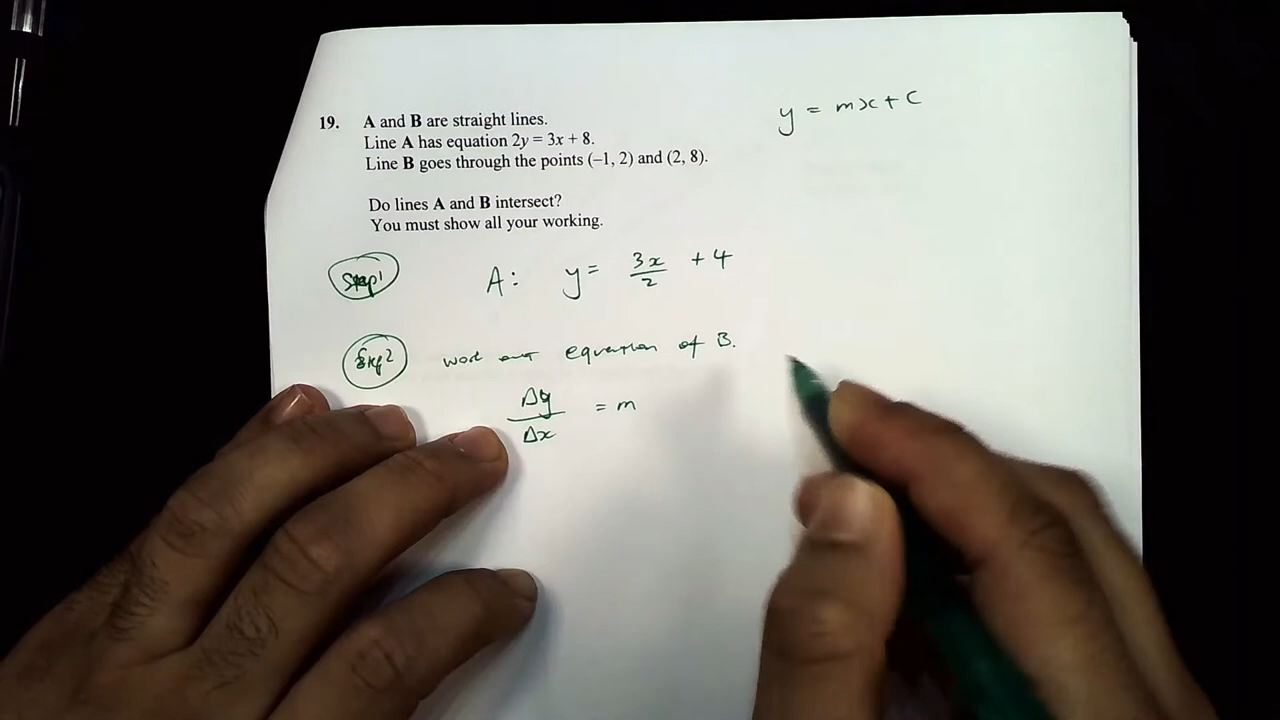 19. A and B are straight lines.
Line A has equation 2y = 3x + 8.
Line B goes through the points (–1, 2) and (2, 8).
Do lines A and B intersect?
You must show all your working.
y = mx + c
Step 1
A: y = 3x/2 + 4
Step 2 work out equation of B.
Δy/Δx = m